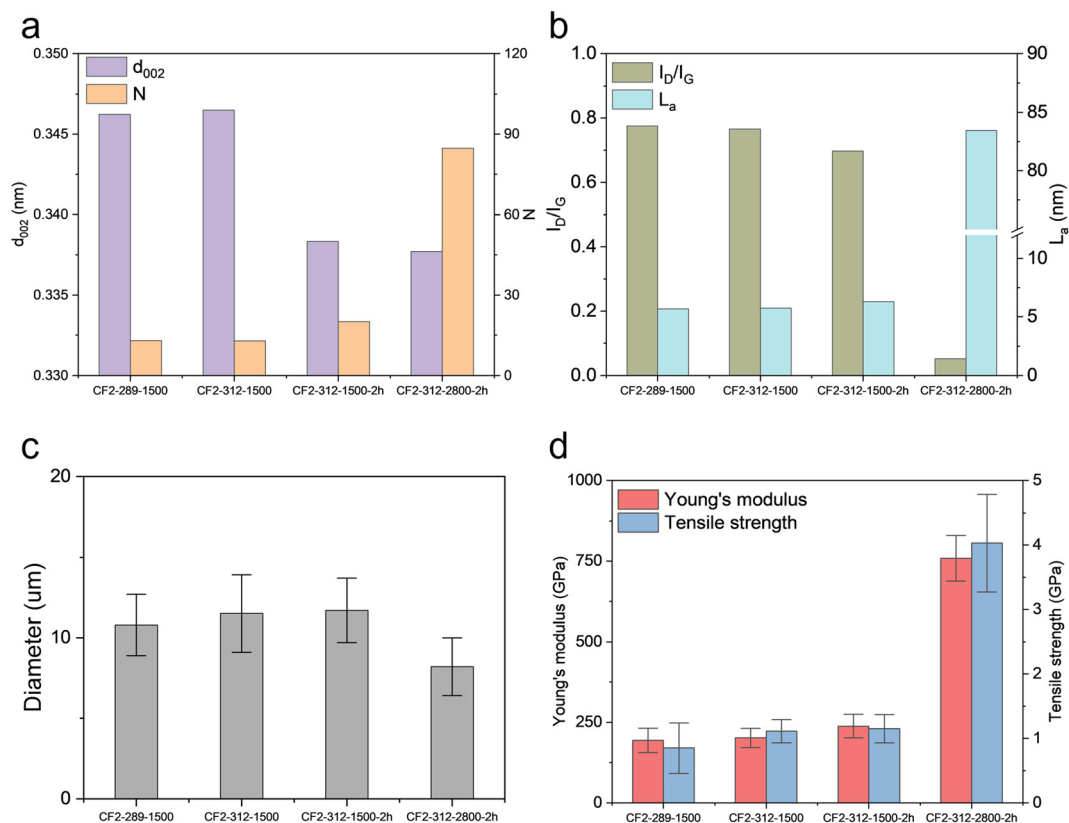 a
d002
N
0.350
0.345
0.340
0.335
0.330
d002 (nm)
120
90
60
30
0
N
CF2-289-1500
CF2-312-1500
CF2-312-1500-2h
CF2-312-2800-2h
b
ID/IG
La
1.0
0.8
0.6
0.4
0.2
0.0
ID/IG
90
85
80
10
5
0
La (nm)
CF2-289-1500
CF2-312-1500
CF2-312-1500-2h
CF2-312-2800-2h
c
20
10
0
Diameter (um)
CF2-289-1500
CF2-312-1500
CF2-312-1500-2h
CF2-312-2800-2h
d
Young's modulus
Tensile strength
1000
750
500
250
0
Young's modulus (GPa)
5
4
3
2
1
0
Tensile strength (GPa)
CF2-289-1500
CF2-312-1500
CF2-312-1500-2h
CF2-312-2800-2h